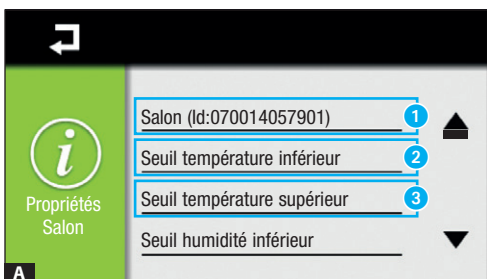 Salon (Id:070014057901)
1
Seuil température inférieur
2
Seuil température supérieur
3
Seuil humidité inférieur
i
Propriétés
Salon
A